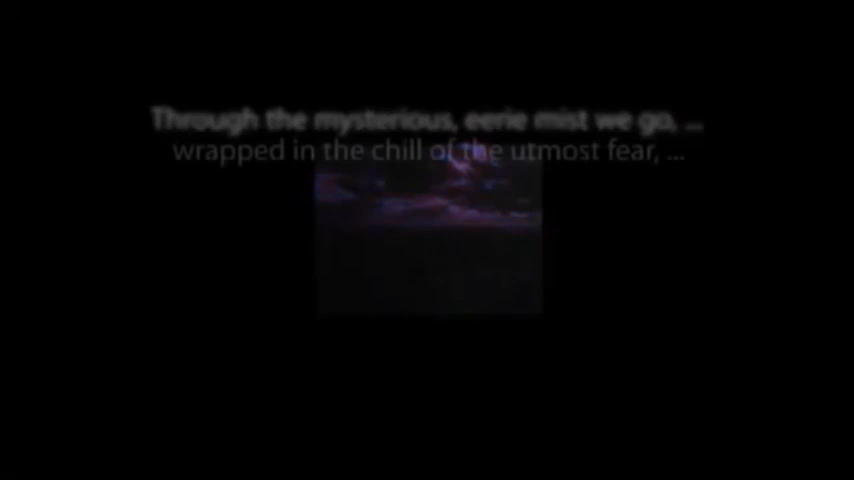 Through the mysterious, eerie mist we go, ...
wrapped in the chill of the utmost fear, ...